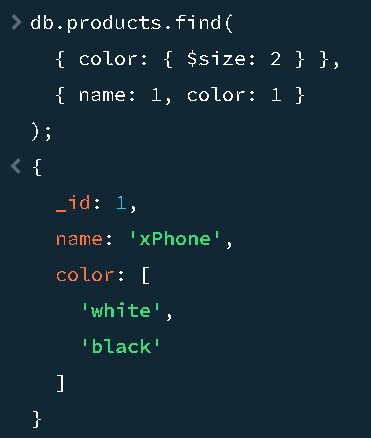 > db.products.find(
{ color: { $size: 2 } },
{ name: 1, color: 1 }
);
< {
_id: 1,
name: 'xPhone',
color: [
'white',
'black'
]
}